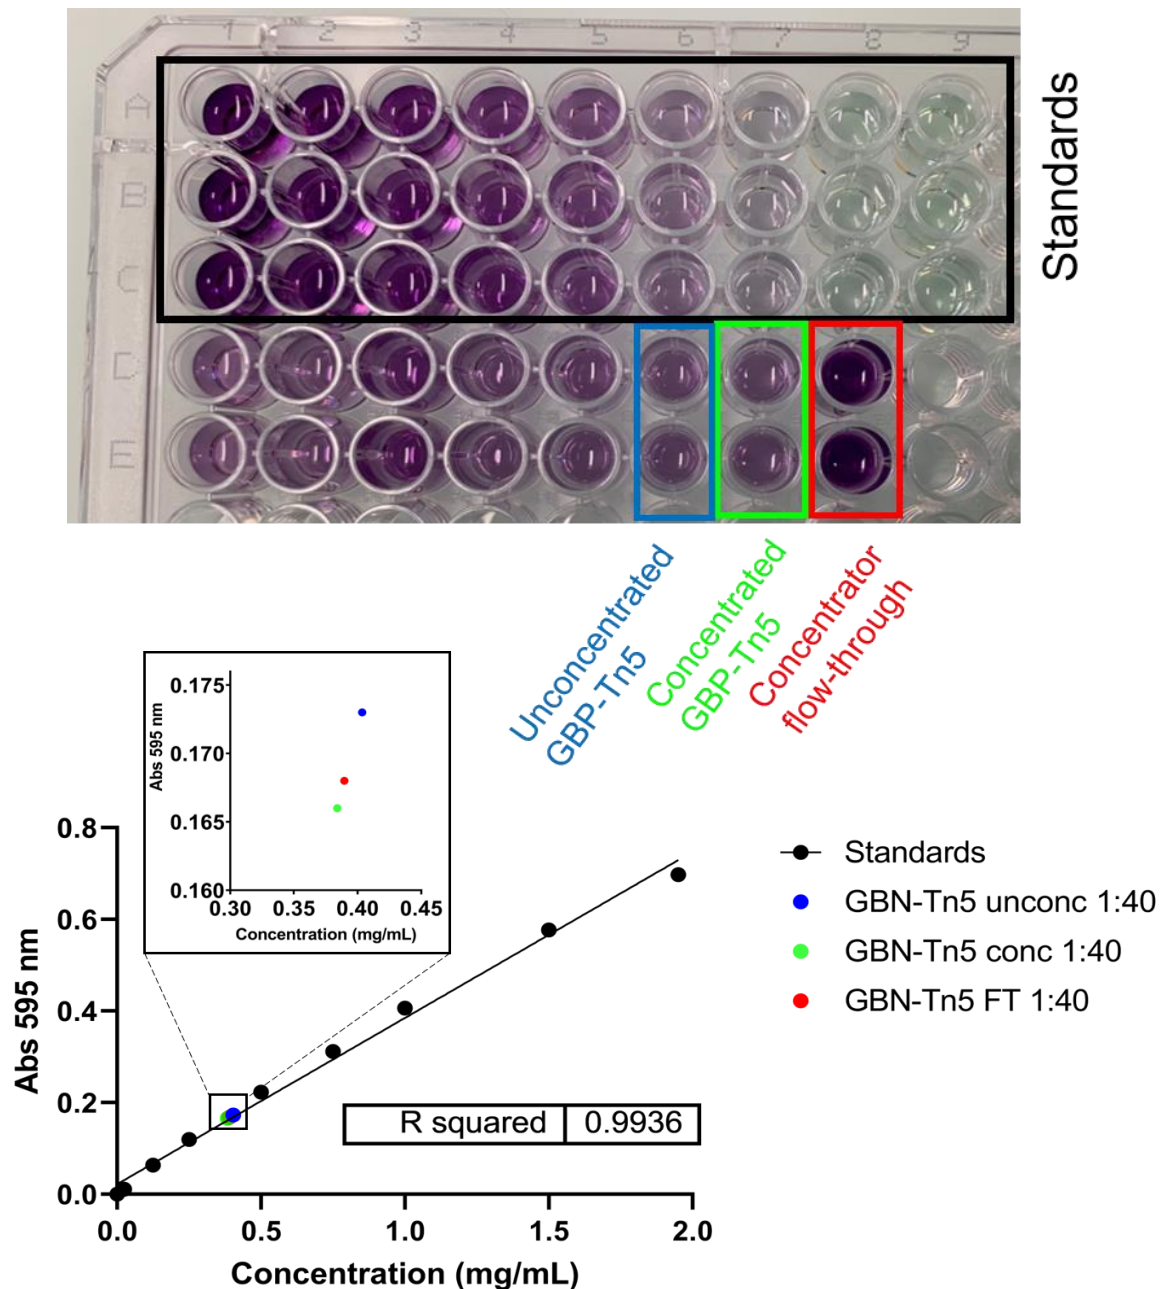 1 2 3 4 5 6 7 8 9
A
B
C
D
E
Standards
Unconcentrated
GBP-Tn5
Concentrated
GBP-Tn5
Concentrator
flow-through
0.175
0.170
0.165
0.160
0.30 0.35 0.40 0.45
Abs 595 nm
Concentration (mg/mL)
0.8
0.6
0.4
0.2
0.0
0.0 0.5 1.0 1.5 2.0
Abs 595 nm
Concentration (mg/mL)
R squared 0.9936
Standards
GBN-Tn5 unconc 1:40
GBN-Tn5 conc 1:40
GBN-Tn5 FT 1:40